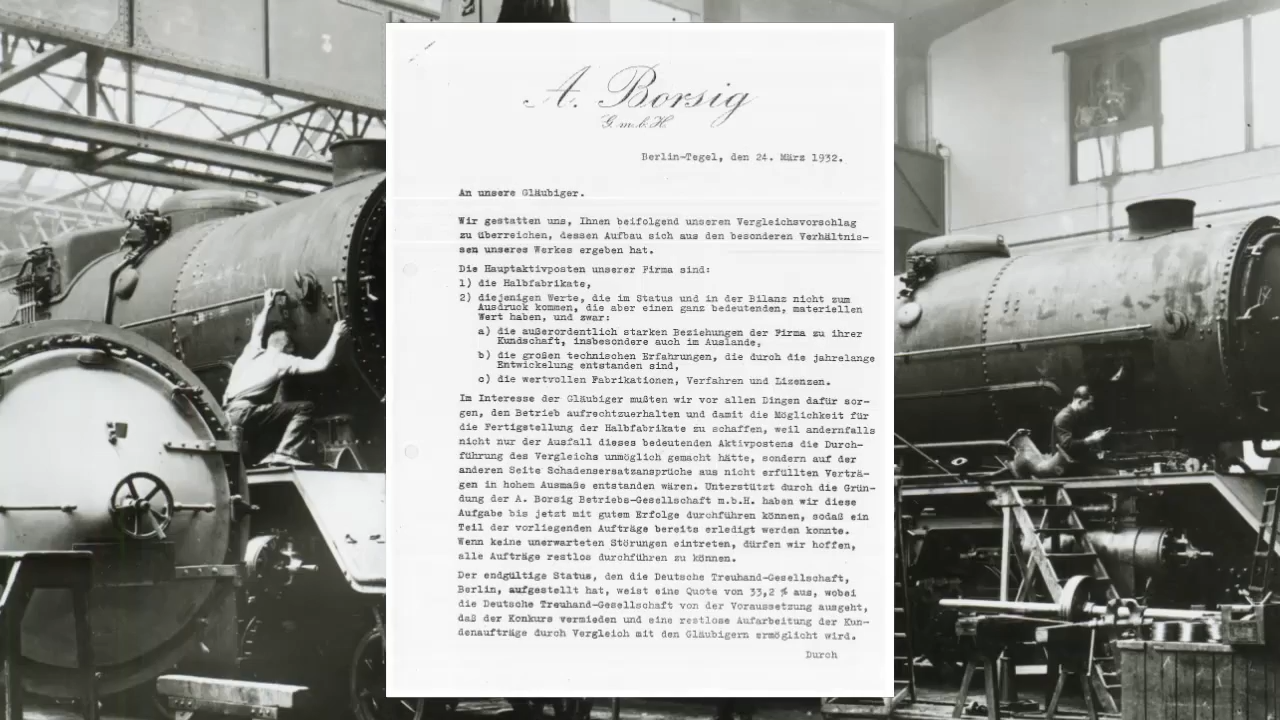 A. Borsig
G.m.b.H
Berlin-Tegel, den 24. März 1932.
An unsere Gläubiger.
Wir gestatten uns, Ihnen beifolgend unseren Vergleichsvorschlag
zu überreichen, dessen Aufbau sich aus den besonderen Verhältnis-
sen unseres Werkes ergeben hat.
Die Hauptaktivposten unserer Firma sind:
1) die Halbfabrikate,
2) diejenigen Werte, die im Status und in der Bilanz nicht zum
Ausdruck kommen, die aber einen ganz bedeutenden, materiellen
Wert haben, und zwar:
a) die außerordentlich starken Beziehungen der Firma zu ihrer
Kundschaft, insbesondere auch im Auslande,
b) die großen technischen Erfahrungen, die durch die jahrelange
Entwickelung entstanden sind,
c) die wertvollen Fabrikationen, Verfahren und Lizenzen.
Im Interesse der Gläubiger mußten wir vor allen Dingen dafür sor-
gen, den Betrieb aufrechtzuerhalten und damit die Möglichkeit für
die Fertigstellung der Halbfabrikate zu schaffen, weil andernfalls
nicht nur der Ausfall dieses bedeutenden Aktivpostens die Durch-
führung des Vergleichs unmöglich gemacht hätte, sondern auf der
anderen Seite Schadensersatzansprüche aus nicht erfüllten Verträ-
gen in hohem Ausmaße entstanden wären. Unterstützt durch die Grün-
dung der A. Borsig Betriebs-Gesellschaft m.b.H. haben wir diese
Aufgabe bis jetzt mit gutem Erfolge durchführen können, sodaß ein
Teil der vorliegenden Aufträge bereits erledigt werden konnte.
Wenn keine unerwarteten Störungen eintreten, dürfen wir hoffen,
alle Aufträge restlos durchführen zu können.
Der endgültige Status, den die Deutsche Treuhand-Gesellschaft,
Berlin, aufgestellt hat, weist eine Quote von 33,2 % aus, wobei
die Deutsche Treuhand-Gesellschaft von der Voraussetzung ausgeht,
daß der Konkurs vermieden und eine restlose Aufarbeitung der Kun-
denaufträge durch Vergleich mit den Gläubigern ermöglicht wird.
Durch